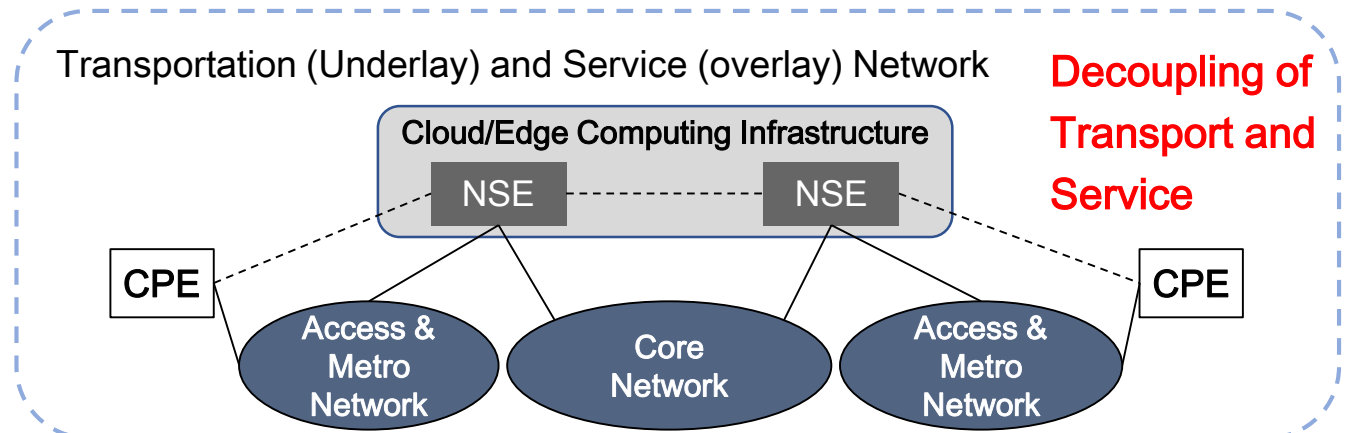 Transportation (Underlay) and Service (overlay) Network
Decoupling of
Transport and
Service
Cloud/Edge Computing Infrastructure
NSE
NSE
CPE
CPE
Access &
Metro
Network
Core
Network
Access &
Metro
Network